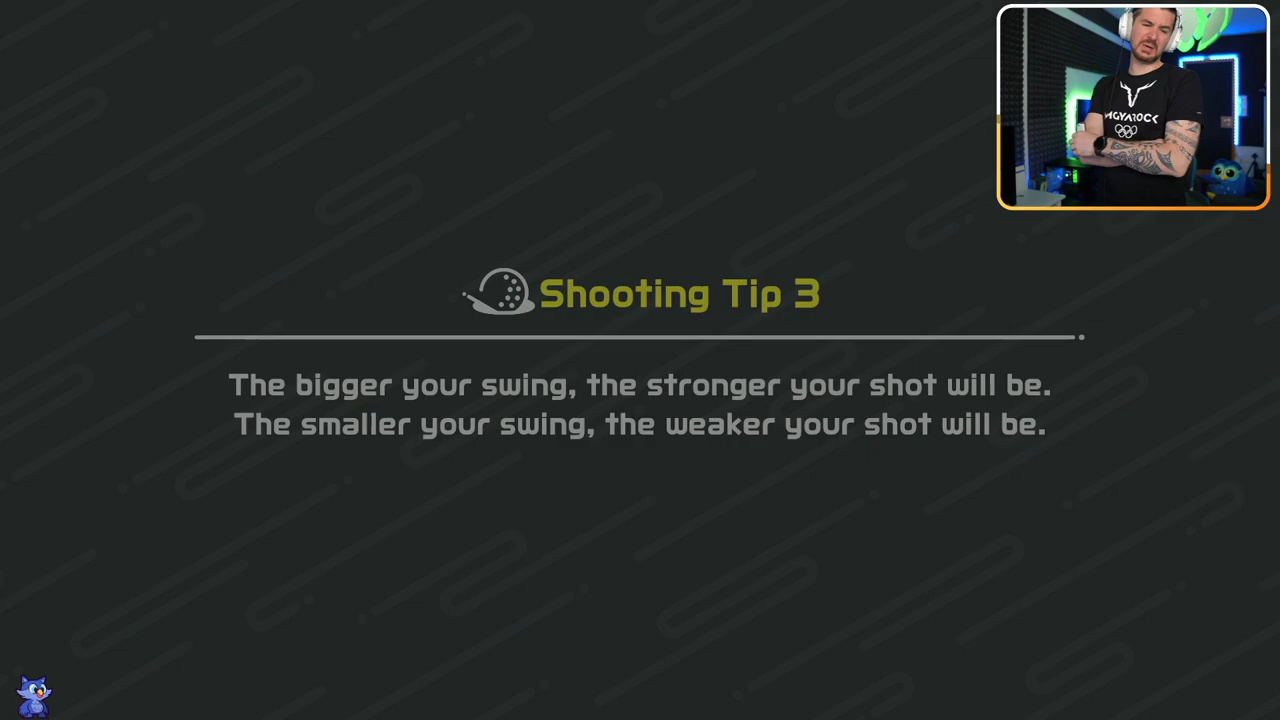 Shooting Tip 3
The bigger your swing, the stronger your shot will be.
The smaller your swing, the weaker your shot will be.